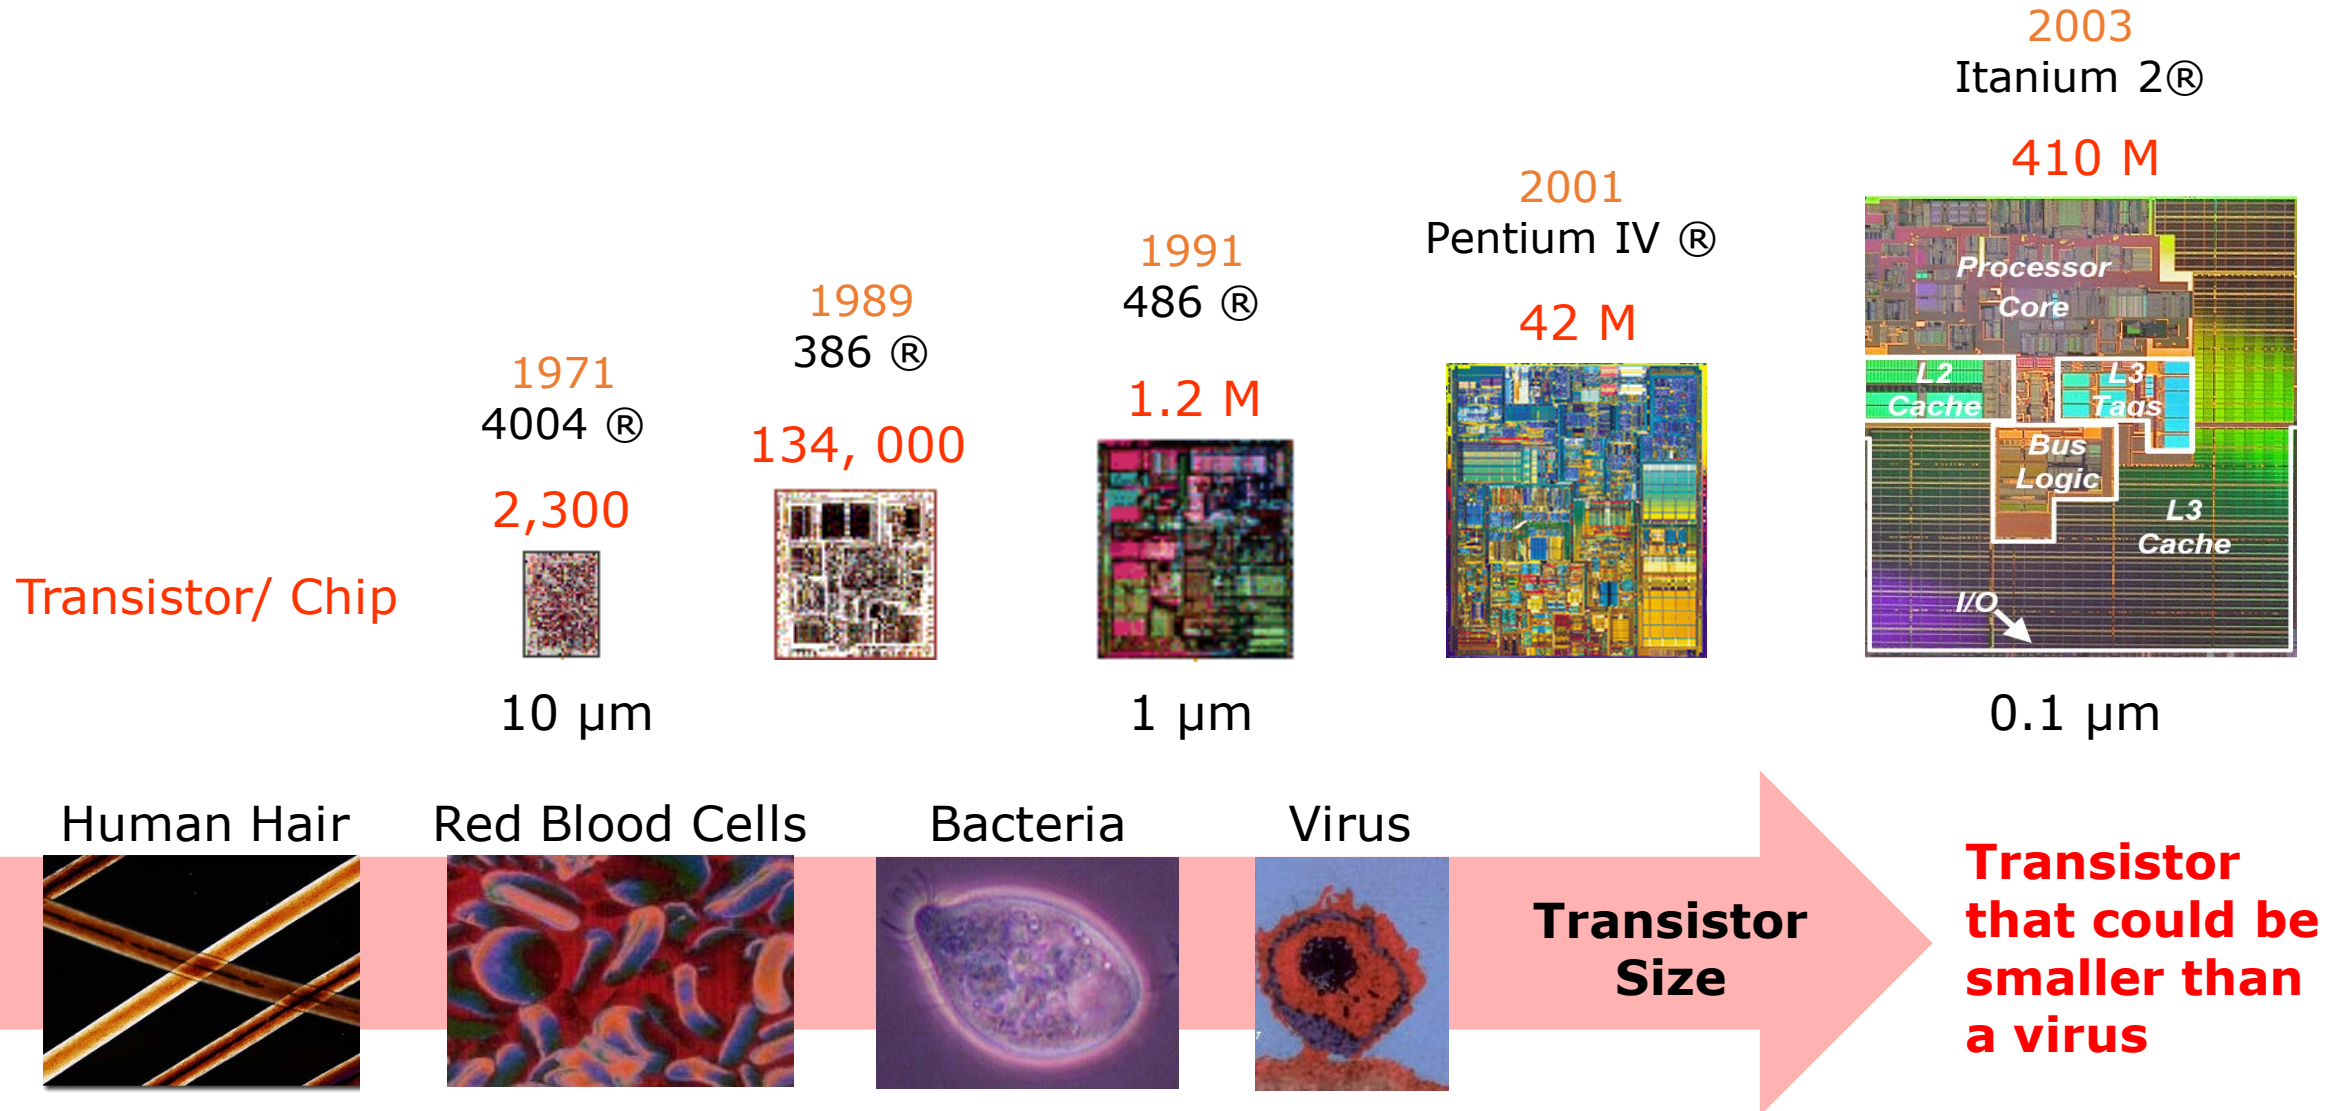 2003
Itanium 2®
410 M
2001
Pentium IV ®
42 M
1991
486 ®
1.2 M
1989
386 ®
134, 000
1971
4004 ®
2,300
Transistor/ Chip
Processor
Core
L2
Cache
L3
Tags
Bus
Logic
L3
Cache
I/O
10 µm
1 µm
0.1 µm
Human Hair
Red Blood Cells
Bacteria
Virus
Transistor
Size
Transistor
that could be
smaller than
a virus